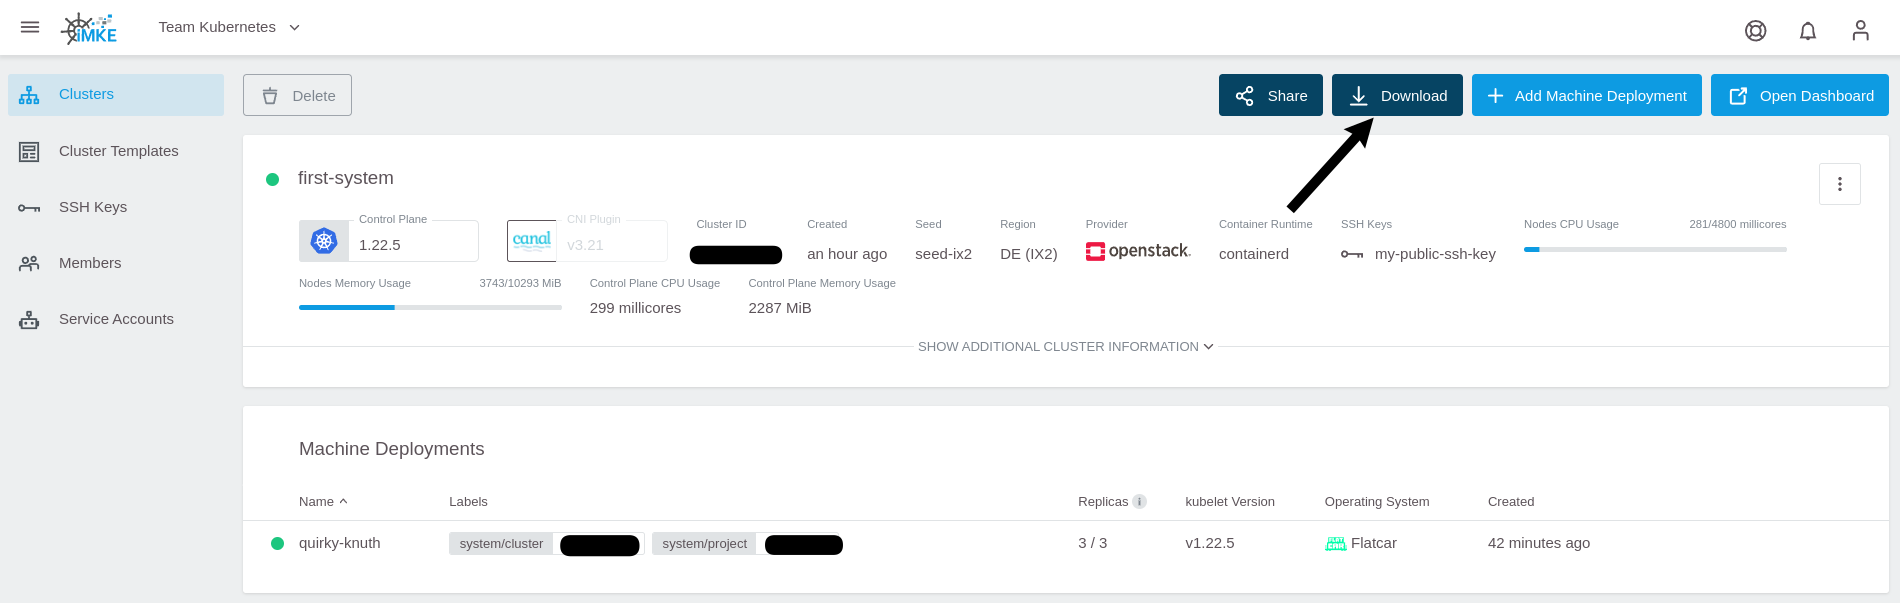 iMKE
Team Kubernetes
Clusters
Cluster Templates
SSH Keys
Members
Service Accounts
Delete
Share
Download
Add Machine Deployment
Open Dashboard
first-system
Control Plane
1.22.5
canal
CNI Plugin
v3.21
Cluster ID
Created
an hour ago
Seed
seed-ix2
Region
DE (IX2)
Provider
openstack.
Container Runtime
containerd
SSH Keys
my-public-ssh-key
Nodes CPU Usage 281/4800 millicores
Nodes Memory Usage 3743/10293 MiB
Control Plane CPU Usage
299 millicores
Control Plane Memory Usage
2287 MiB
SHOW ADDITIONAL CLUSTER INFORMATION
Machine Deployments
Name Labels Replicas kubelet Version Operating System Created
quirky-knuth system/cluster system/project 3 / 3 v1.22.5 Flatcar 42 minutes ago